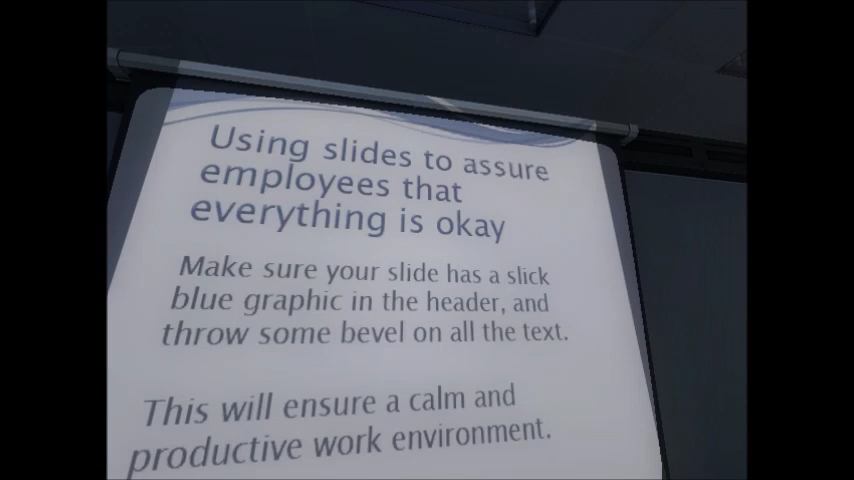 Using slides to assure
employees that
everything is okay
Make sure your slide has a slick
blue graphic in the header, and
throw some bevel on all the text.
This will ensure a calm and
productive work environment.